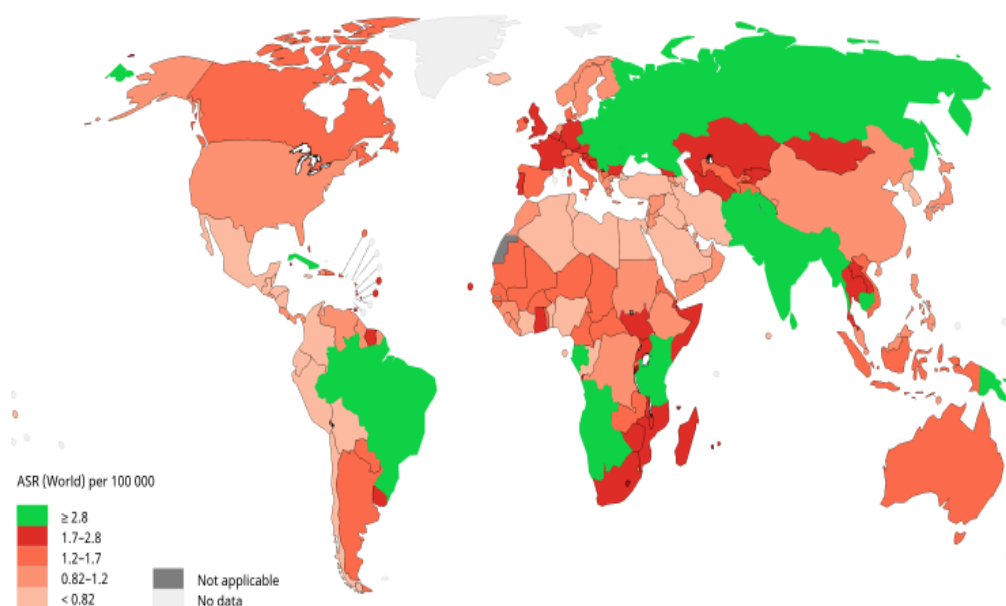 ASR (World) per 100 000
≥ 2.8
1.7–2.8
1.2–1.7
0.82–1.2
< 0.82
Not applicable
No data